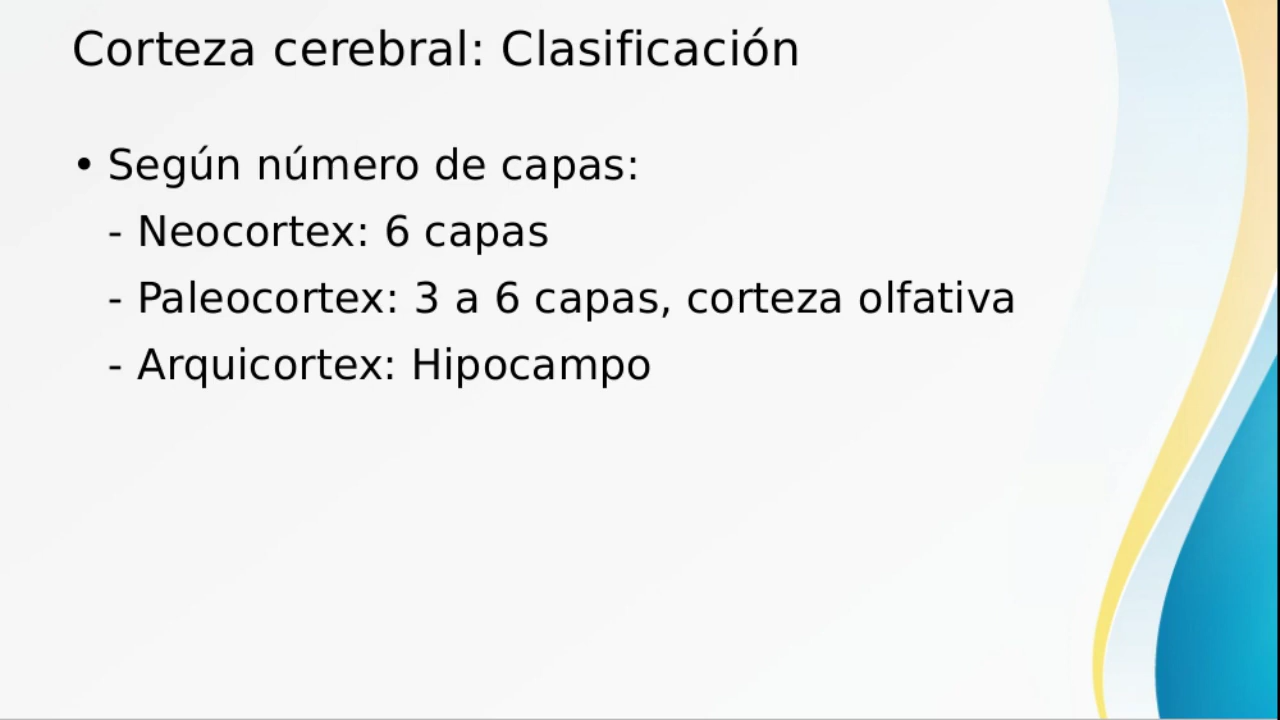 Corteza cerebral: Clasificación
• Según número de capas:
- Neocortex: 6 capas
- Paleocortex: 3 a 6 capas, corteza olfativa
- Arquicortex: Hipocampo